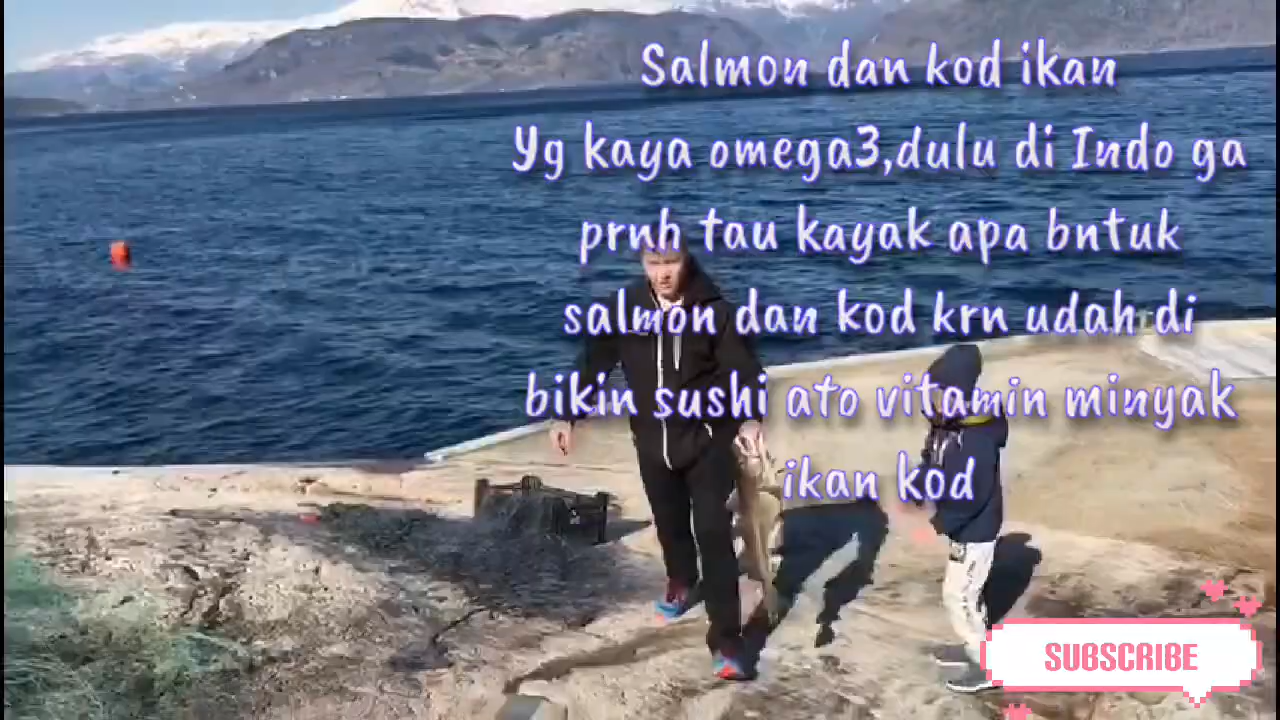 Salmon dan kod ikan
Yg kaya omega3,dulu di Indo ga
prnh tau kayak apa bntuk
salmon dan kod krn udah di
bikin sushi ato vitamin minyak
ikan kod
SUBSCRIBE